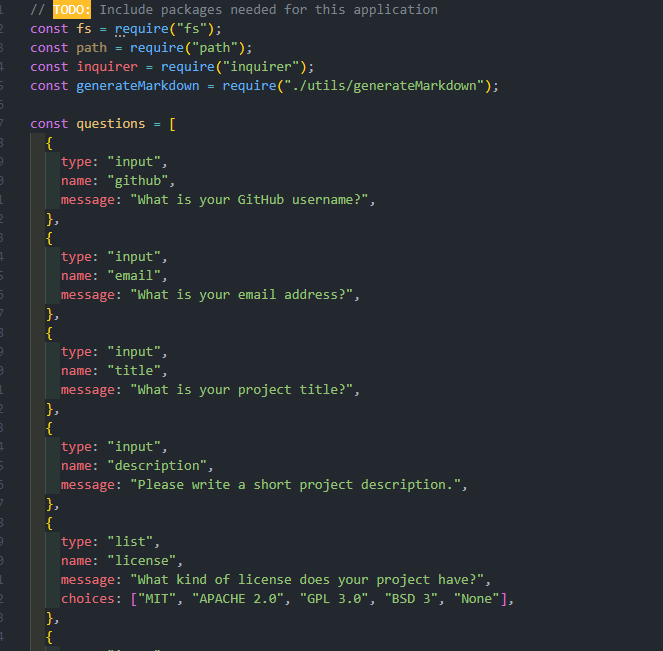 // TODO: Include packages needed for this application
const fs = require("fs");
const path = require("path");
const inquirer = require("inquirer");
const generateMarkdown = require("./utils/generateMarkdown");
const questions = [
{
type: "input",
name: "github",
message: "What is your GitHub username?",
},
{
type: "input",
name: "email",
message: "What is your email address?",
},
{
type: "input",
name: "title",
message: "What is your project title?",
},
{
type: "input",
name: "description",
message: "Please write a short project description.",
},
{
type: "list",
name: "license",
message: "What kind of license does your project have?",
choices: ["MIT", "APACHE 2.0", "GPL 3.0", "BSD 3", "None"],
},
{